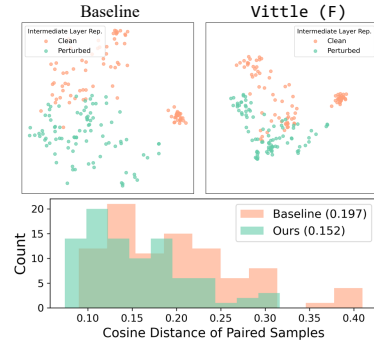 Baseline
Vittle (F)
Intermediate Layer Rep.
Clean
Perturbed
Intermediate Layer Rep.
Clean
Perturbed
Count
20
15
10
5
0
Baseline (0.197)
Ours (0.152)
0.10 0.15 0.20 0.25 0.30 0.35 0.40
Cosine Distance of Paired Samples